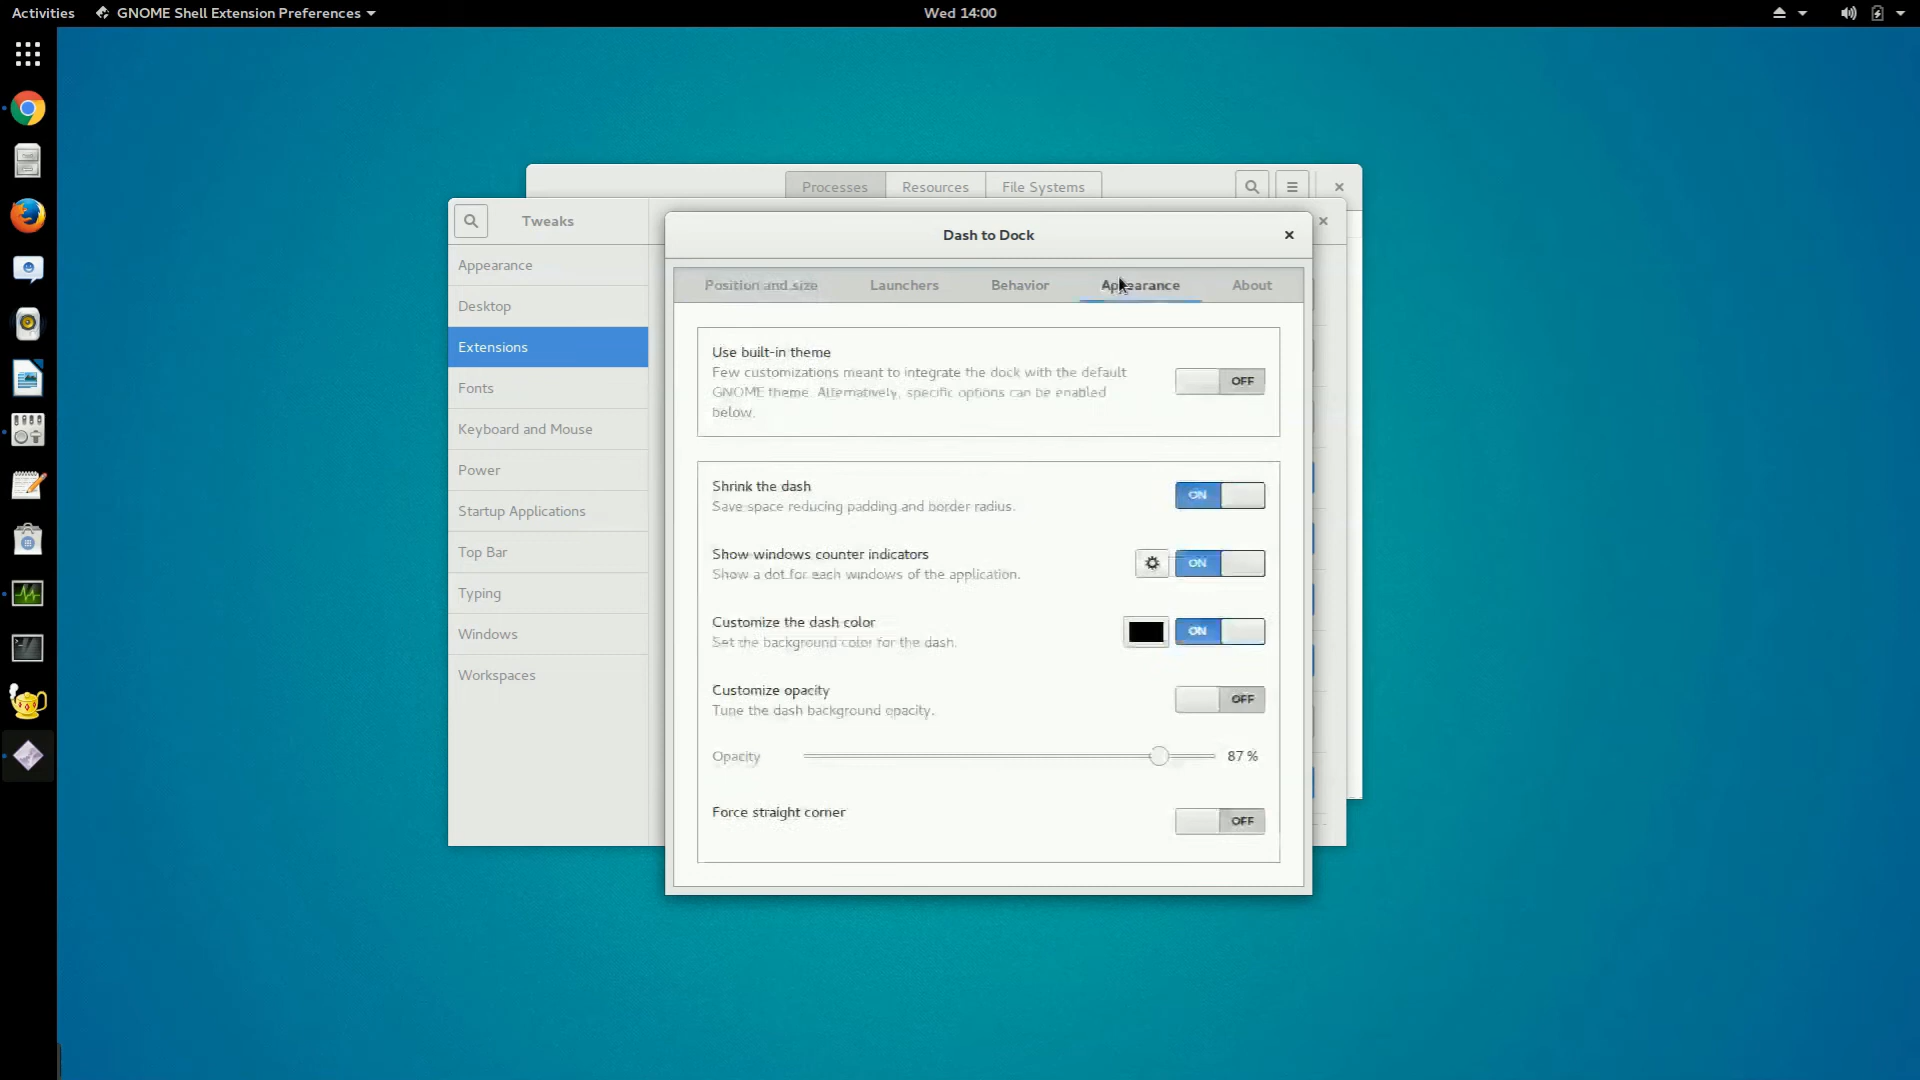 Activities GNOME Shell Extension Preferences Wed 14:00
Processes Resources File Systems
Tweaks
Dash to Dock
Appearance
Desktop
Extensions
Fonts
Keyboard and Mouse
Power
Startup Applications
Top Bar
Typing
Windows
Workspaces
Position and size Launchers Behavior Appearance About
Use built-in theme
Few customizations meant to integrate the dock with the default
GNOME theme. Alternatively, specific options can be enabled
below.
OFF
Shrink the dash
Save space reducing padding and border radius.
ON
Show windows counter indicators
Show a dot for each windows of the application.
ON
Customize the dash color
Set the background color for the dash.
ON
Customize opacity
Tune the dash background opacity.
OFF
Opacity 87 %
Force straight corner
OFF